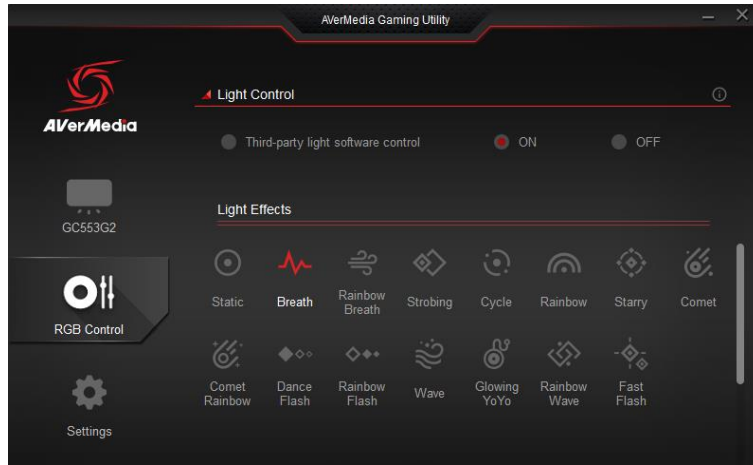 AVerMedia Gaming Utility
AVerMedia
Light Control
Third-party light software control
ON
OFF
GC553G2
Light Effects
Static
Breath
Rainbow
Breath
Strobing
Cycle
Rainbow
Starry
Comet
RGB Control
Comet
Rainbow
Dance
Flash
Rainbow
Flash
Wave
Glowing
YoYo
Rainbow
Wave
Fast
Flash
Settings